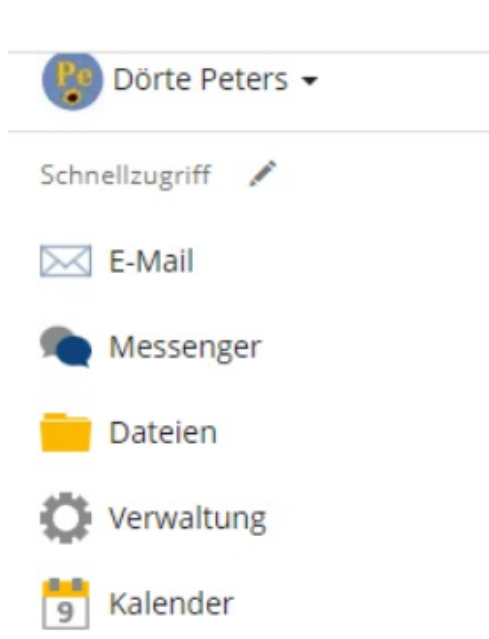 Pe
Dörte Peters
Schnellzugriff
E-Mail
Messenger
Dateien
Verwaltung
9
Kalender